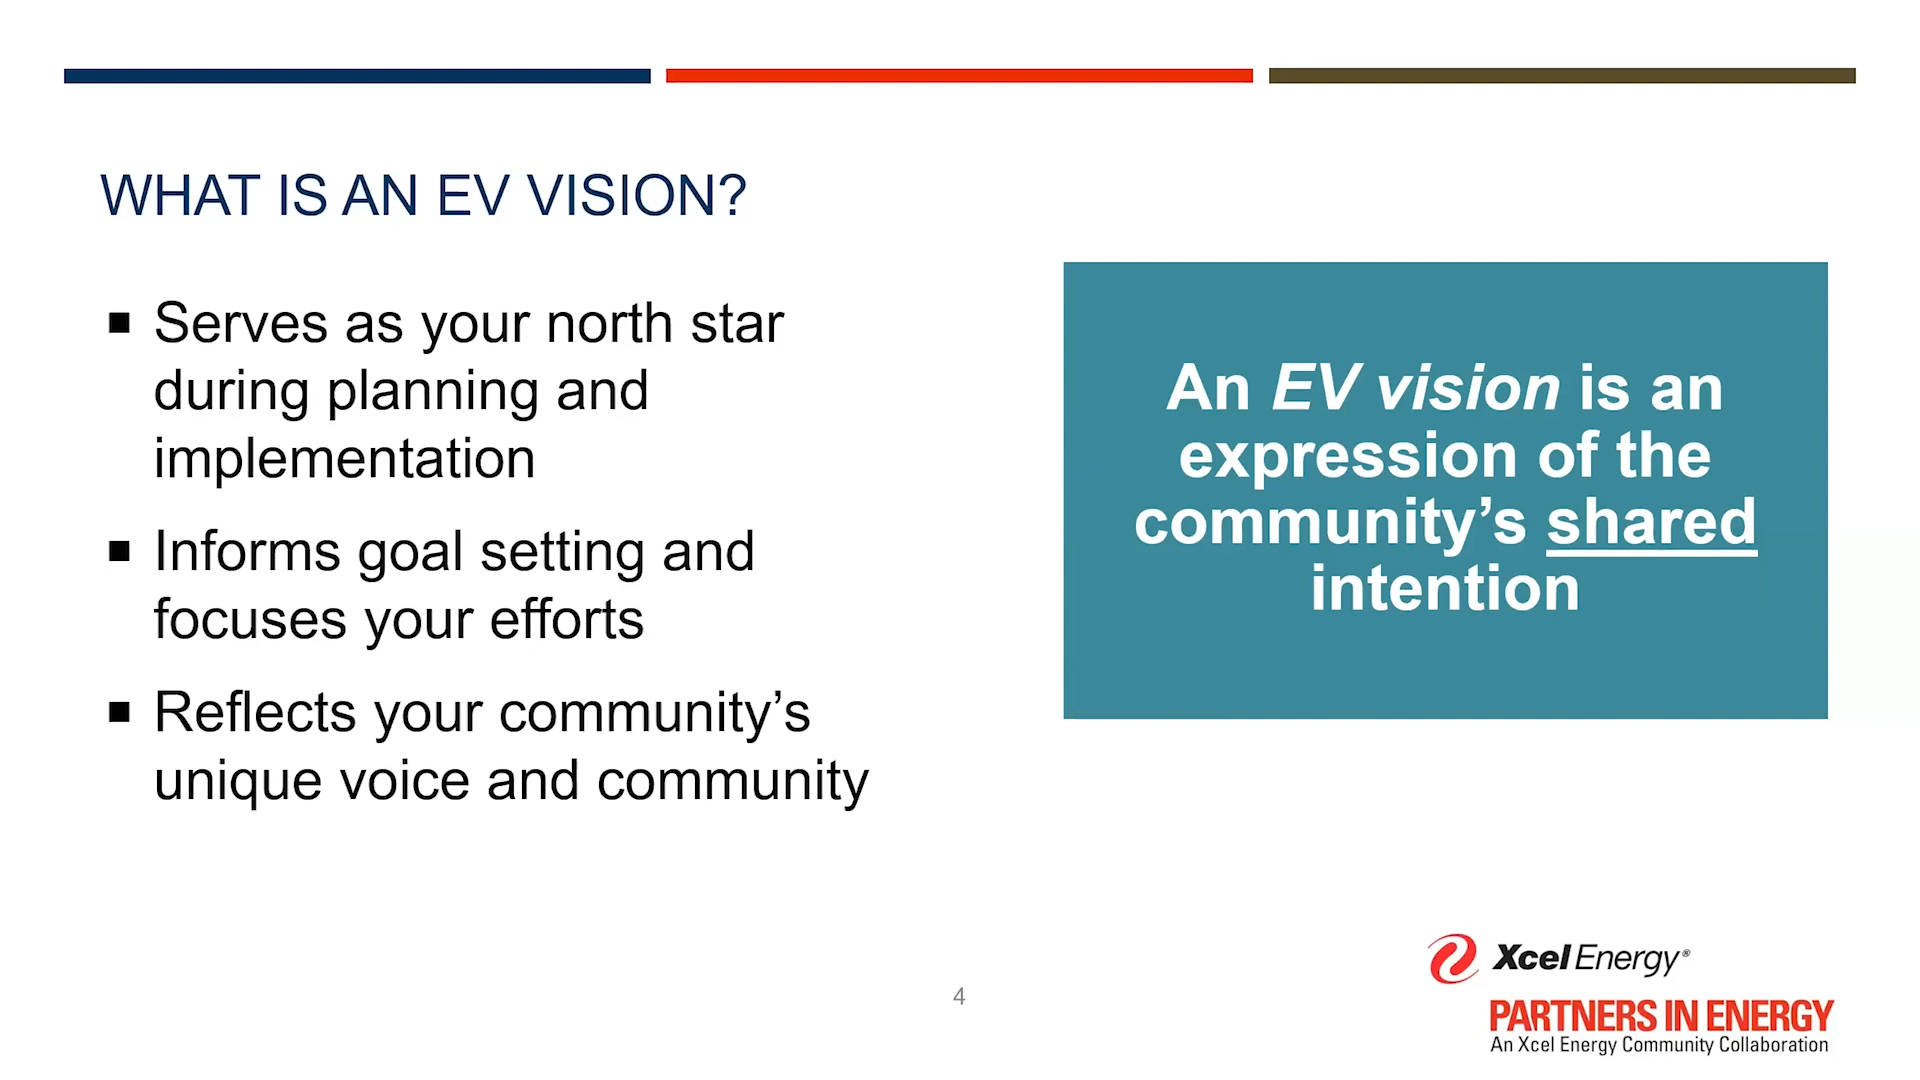 WHAT IS AN EV VISION?
■ Serves as your north star
during planning and
implementation
■ Informs goal setting and
focuses your efforts
■ Reflects your community’s
unique voice and community
An EV vision is an
expression of the
community’s shared
intention
4
Xcel Energy®
PARTNERS IN ENERGY
An Xcel Energy Community Collaboration